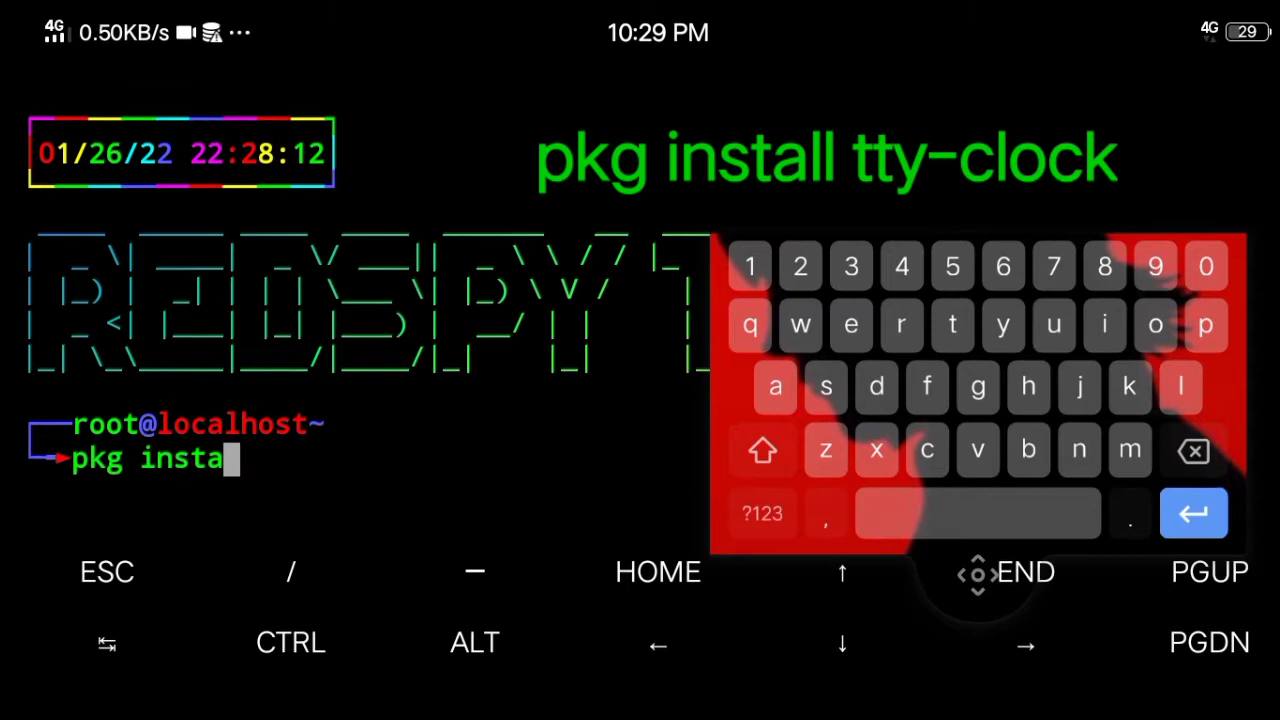 4G 0.50KB/s ... 10:29 PM 4G 29
01/26/22 22:28:12
pkg install tty-clock
REDSPY T
root@localhost~
pkg insta
1 2 3 4 5 6 7 8 9 0
q w e r t y u i o p
a s d f g h j k l
z x c v b n m
?123 , .
ESC / — HOME ↑ END PGUP
↹ CTRL ALT ← ↓ → PGDN